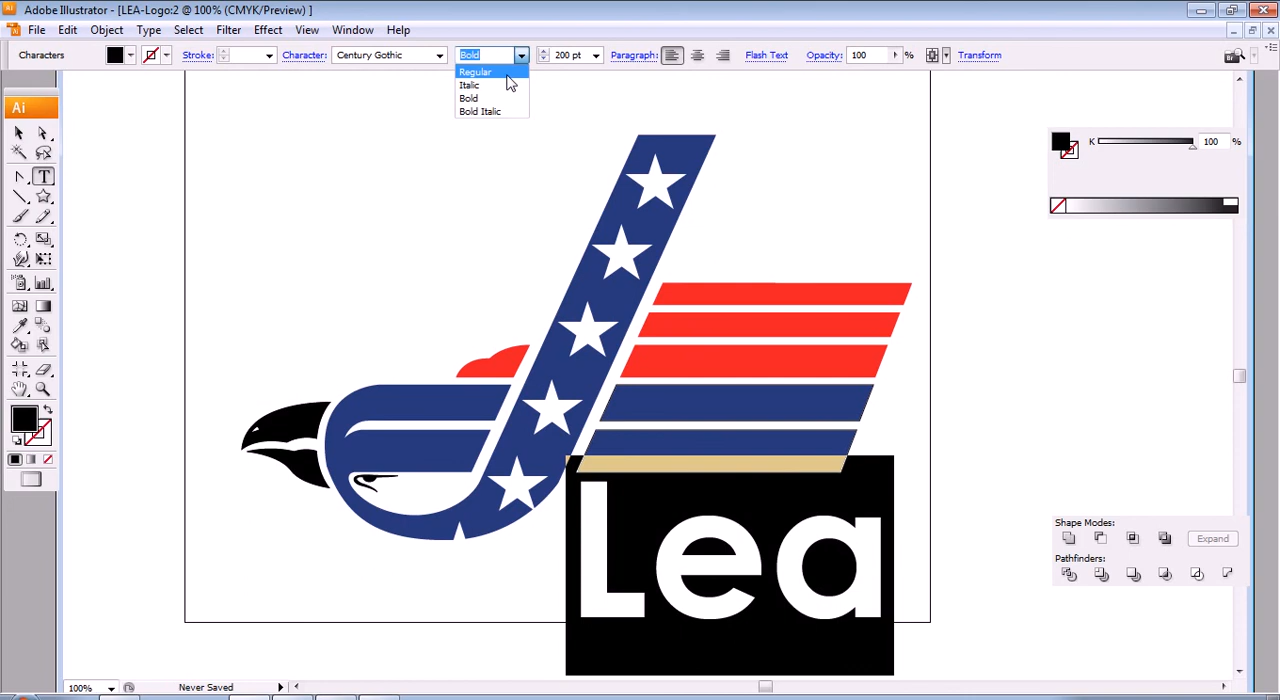 Adobe Illustrator - [LEA-Logo:2 @ 100% (CMYK/Preview) ]
File Edit Object Type Select Filter Effect View Window Help
Characters Stroke: Character: Century Gothic Bold 200 pt Paragraph: Flash Text Opacity: 100 % Transform
Regular
Italic
Bold
Bold Italic
Ai
T
K 100 %
Lea
Shape Modes:
Expand
Pathfinders:
100% Never Saved